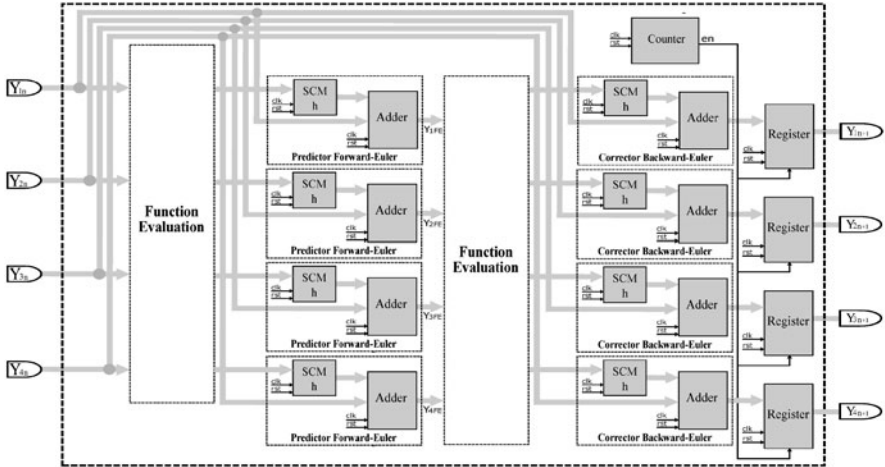 Counter
en
clk
rst
Y1n
Y2n
Y3n
Y4n
Function
Evaluation
SCM
h
clk
rst
Adder
clk
rst
Y1FE
Predictor Forward-Euler
SCM
h
clk
rst
Adder
clk
rst
Y2FE
Predictor Forward-Euler
SCM
h
clk
rst
Adder
clk
rst
Y3FE
Predictor Forward-Euler
SCM
h
clk
rst
Adder
clk
rst
Y4FE
Predictor Forward-Euler
Function
Evaluation
SCM
h
clk
rst
Adder
clk
rst
Corrector Backward-Euler
SCM
h
clk
rst
Adder
clk
rst
Corrector Backward-Euler
SCM
h
clk
rst
Adder
clk
rst
Corrector Backward-Euler
SCM
h
clk
rst
Adder
clk
rst
Corrector Backward-Euler
Register
clk
rst
Y1n+1
Register
clk
rst
Y2n+1
Register
clk
rst
Y3n+1
Register
clk
rst
Y4n+1